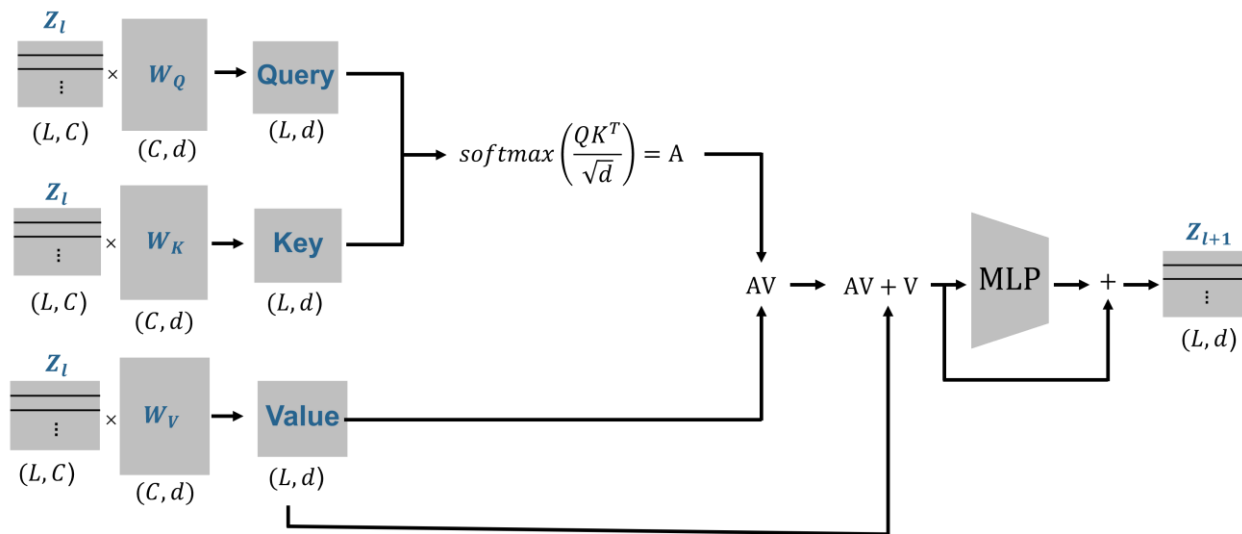 Z_l
× W_Q Query
⋮
(L, C) (C, d) (L, d)
softmax(QK^T/√d) = A
Z_l
× W_K Key
⋮
(L, C) (C, d) (L, d)
AV AV + V MLP + Z_{l+1}
⋮
(L, d)
Z_l
× W_V Value
⋮
(L, C) (C, d) (L, d)